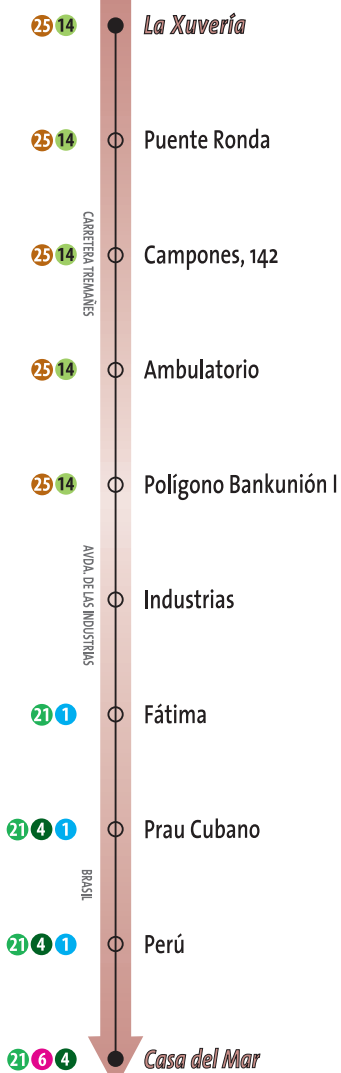 25 14 La Xuvería
25 14 Puente Ronda
CARRETERA TREMAÑES
25 14 Campones, 142
25 14 Ambulatorio
25 14 Polígono Bankunión I
AVDA. DE LAS INDUSTRIAS
Industrias
21 1 Fátima
21 4 1 Prau Cubano
BRASIL
21 4 1 Perú
21 6 4 Casa del Mar